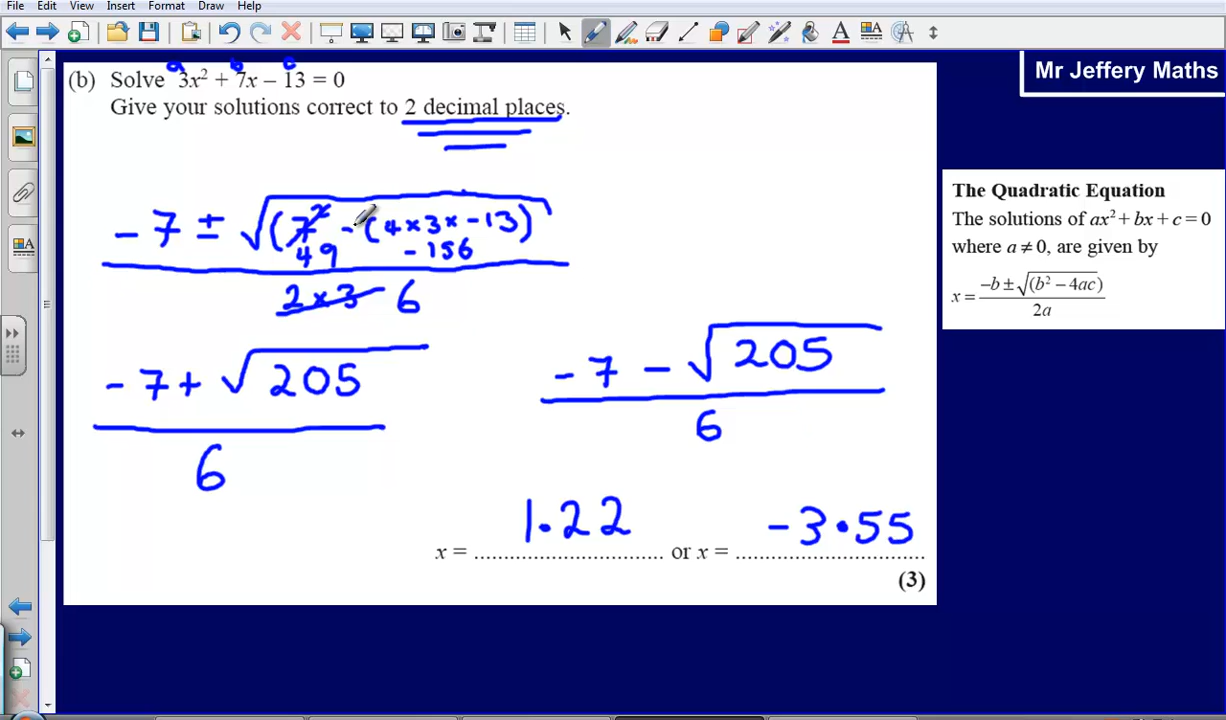 File Edit View Insert Format Draw Help
Mr Jeffery Maths
a b c
(b) Solve 3x² + 7x – 13 = 0
Give your solutions correct to 2 decimal places.
– 7 ± √(7² – (4 × 3 × – 13)
49 – 156
2 × 3 6
– 7 + √205
6
– 7 – √205
6
1.22 – 3.55
x = ........................... or x = ...........................
(3)
The Quadratic Equation
The solutions of ax² + bx + c = 0
where a ≠ 0, are given by
x = –b ± √(b² – 4ac)
2a